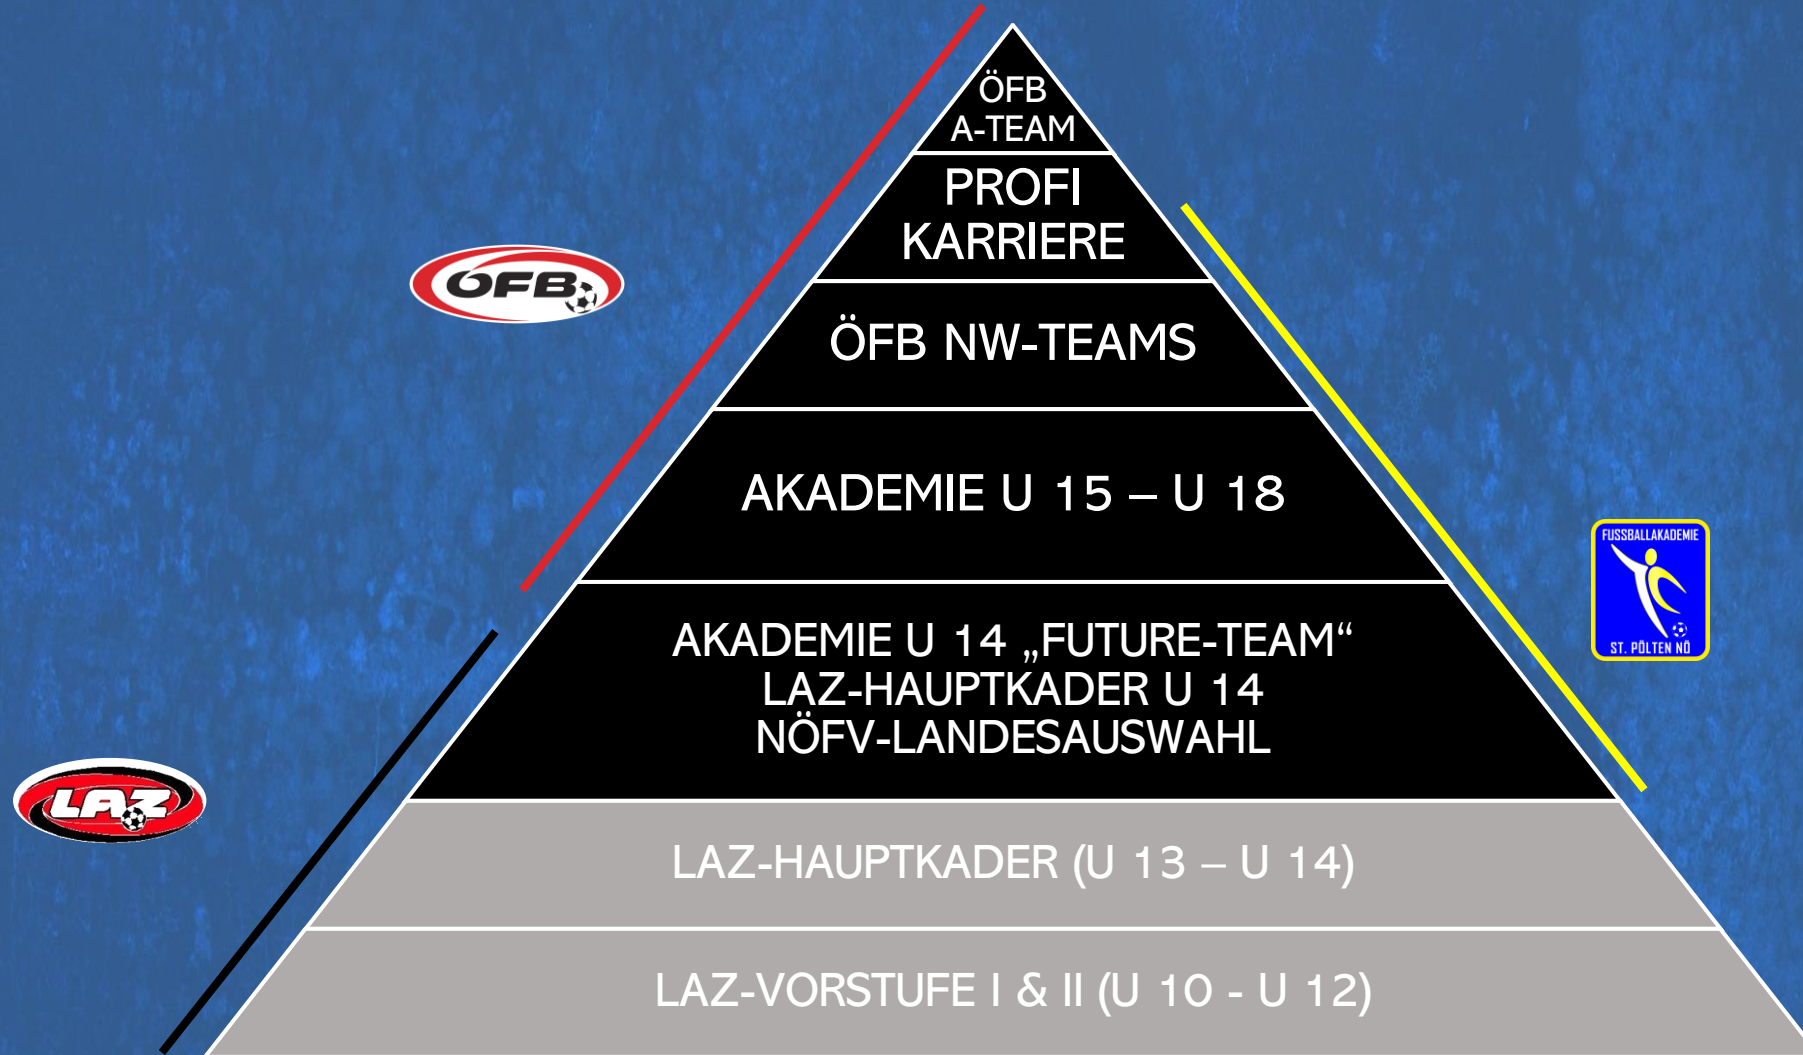 ÖFB
A-TEAM
PROFI
KARRIERE
ÖFB
ÖFB NW-TEAMS
AKADEMIE U 15 – U 18
FUSSBALLAKADEMIE
ST. PÖLTEN NÖ
AKADEMIE U 14 „FUTURE-TEAM“
LAZ-HAUPTKADER U 14
NÖFV-LANDESAUSWAHL
LAZ
LAZ-HAUPTKADER (U 13 – U 14)
LAZ-VORSTUFE I & II (U 10 - U 12)